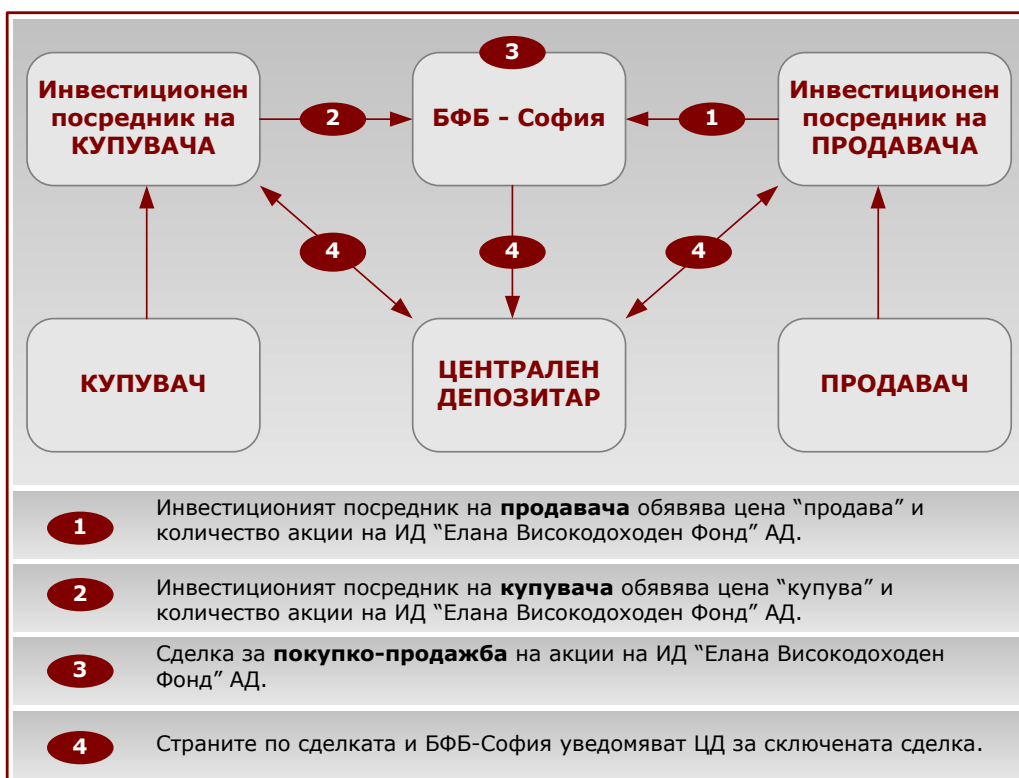 3
Инвестиционен
посредник на
КУПУВАЧА
2
БФБ - София
1
Инвестиционен
посредник на
ПРОДАВАЧА
4
4
4
КУПУВАЧ
ЦЕНТРАЛЕН
ДЕПОЗИТАР
ПРОДАВАЧ
1
Инвестиционият посредник на продавача обявява цена “продава” и
количество акции на ИД “Елана Високодоходен Фонд” АД.
2
Инвестиционият посредник на купувача обявява цена “купува” и
количество акции на ИД “Елана Високодоходен Фонд” АД.
3
Сделка за покупко-продажба на акции на ИД “Елана Високодоходен
Фонд” АД.
4
Страните по сделката и БФБ-София уведомяват ЦД за сключената сделка.